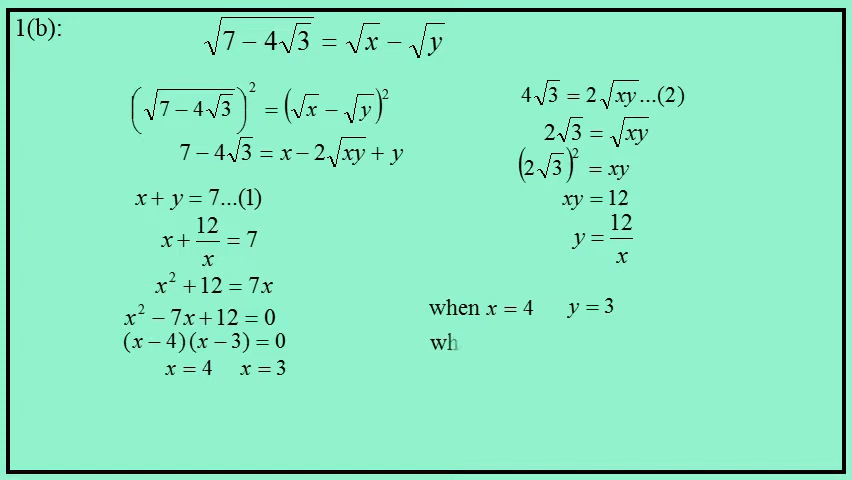 1(b):
√(7 − 4√3) = √x − √y
(√(7 − 4√3))² = (√x − √y)²
7 − 4√3 = x − 2√xy + y
x + y = 7...(1)
x + 12/x = 7
x² + 12 = 7x
x² − 7x + 12 = 0
(x − 4)(x − 3) = 0
x = 4 x = 3
4√3 = 2√xy...(2)
2√3 = √xy
(2√3)² = xy
xy = 12
y = 12/x
when x = 4 y = 3
wh